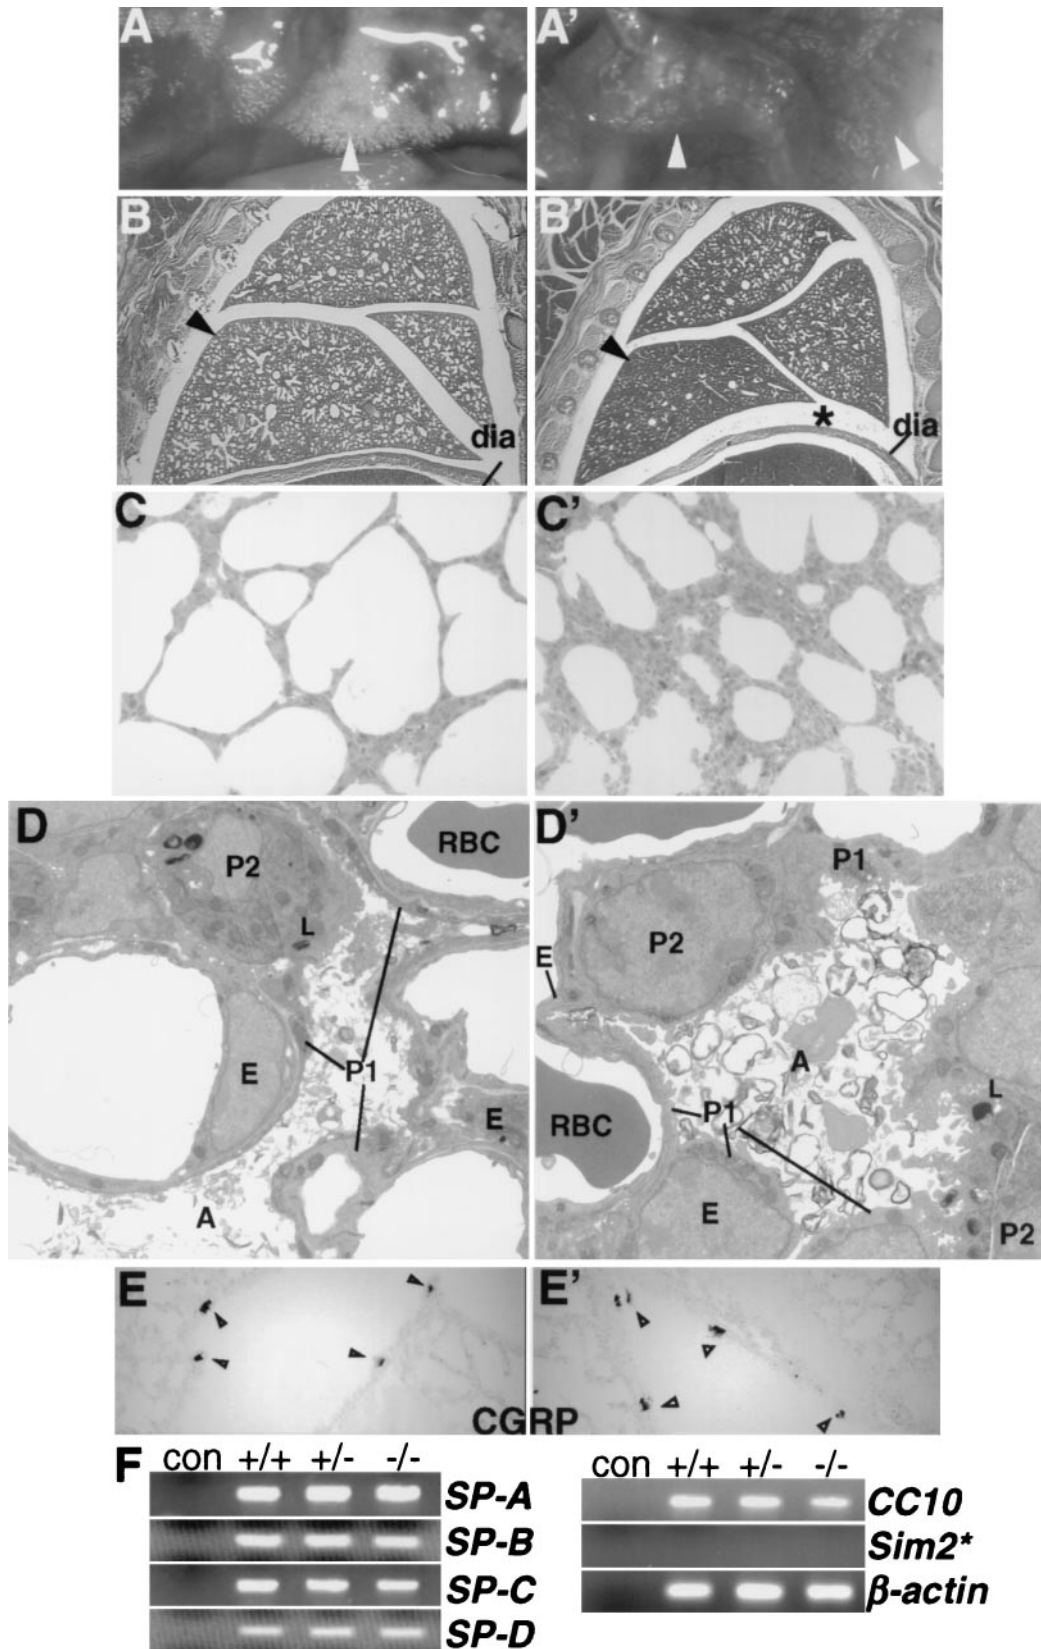 A A'
B B'
dia dia
*
C C'
D D'
RBC P1
P2 P2
L E
A
P1 L
E P1
E RBC
A E
P2
E E'
CGRP
F con +/+ +/- -/- con +/+ +/- -/-
SP-A CC10
SP-B Sim2*
SP-C β-actin
SP-D